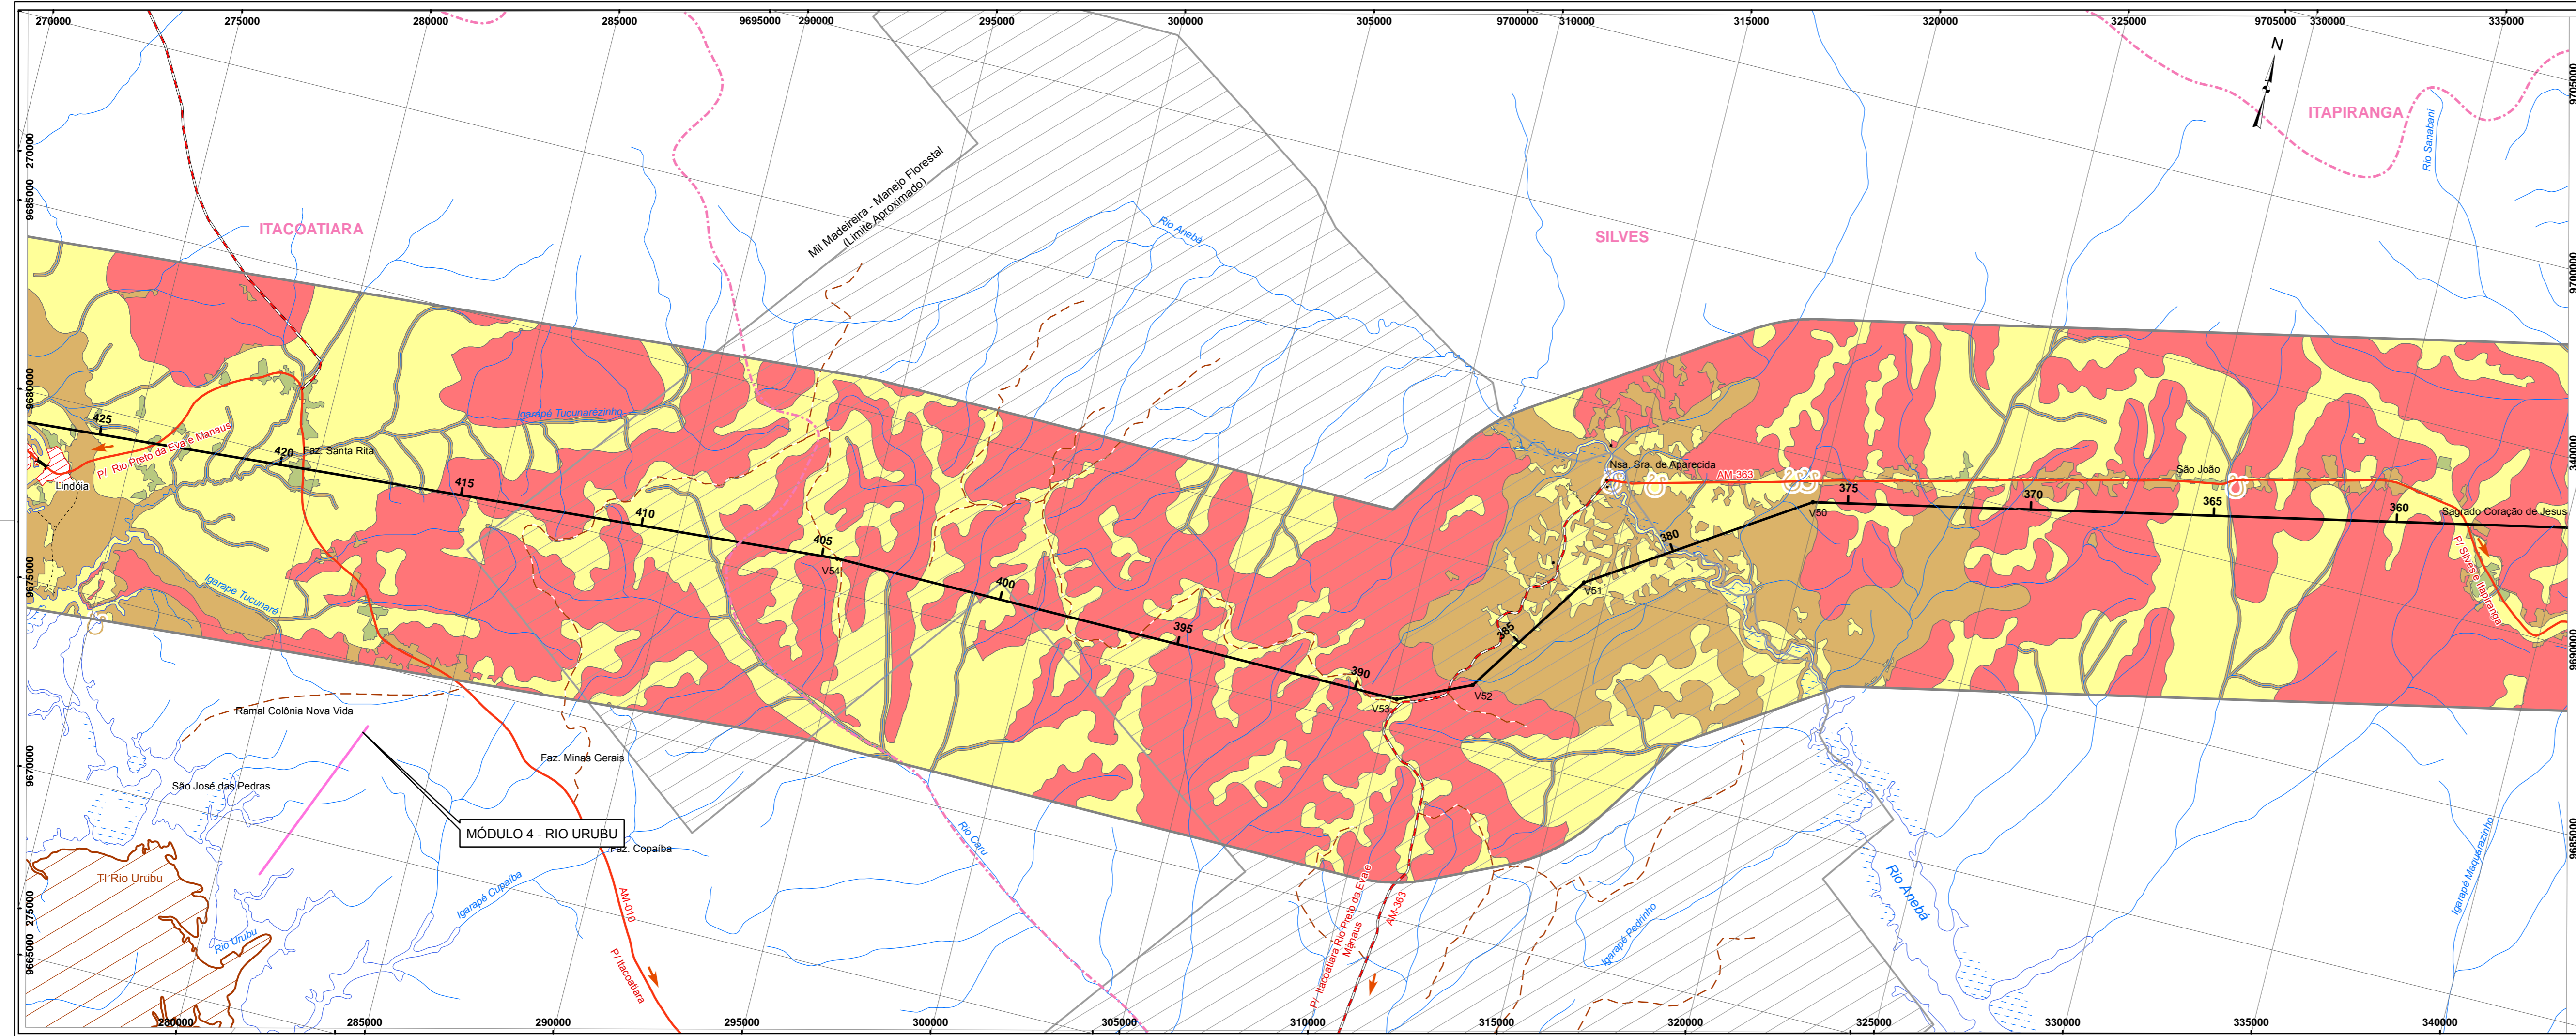 270000
275000
280000
285000
9695000
290000
295000
300000
305000
9700000
310000
315000
320000
325000
9705000
330000
335000
N
9705000
ITAPIRANGA
Rio Sanabani
270000
9685000
ITACOATIARA
Mil Madeireira - Manejo Florestal
(Limite Aproximado)
Rio Anebá
SILVES
9700000
9680000
Igarapé Tucunarézinho
425
P/ Rio Preto da Eva e Manaus
420
Faz. Santa Rita
Lindóia
415
410
405
V54
400
395
390
V53
V52
385
V51
380
V50
375
370
365
360
Nsa. Sra. de Aparecida
AM-363
São João
Sagrado Coração de Jesus
340000
P/ Silves e Itapiranga
9675000
Igarapé Tucunaré
9690000
Ramal Colônia Nova Vida
Faz. Minas Gerais
São José das Pedras
9670000
MÓDULO 4 - RIO URUBU
Faz. Copaíba
Rio Caru
TI Rio Urubu
Igarapé Cupaíba
AM-010
P/ Itacoatiara
Rio Urubu
P/ Itacoatiara Rio Preto da Eva e
Manaus
AM-363
Igarapé Pedrinho
Rio Anebá
Igarapé Maquarazinho
9685000
275000
9665000
280000
285000
290000
295000
300000
305000
310000
315000
320000
325000
330000
335000
340000